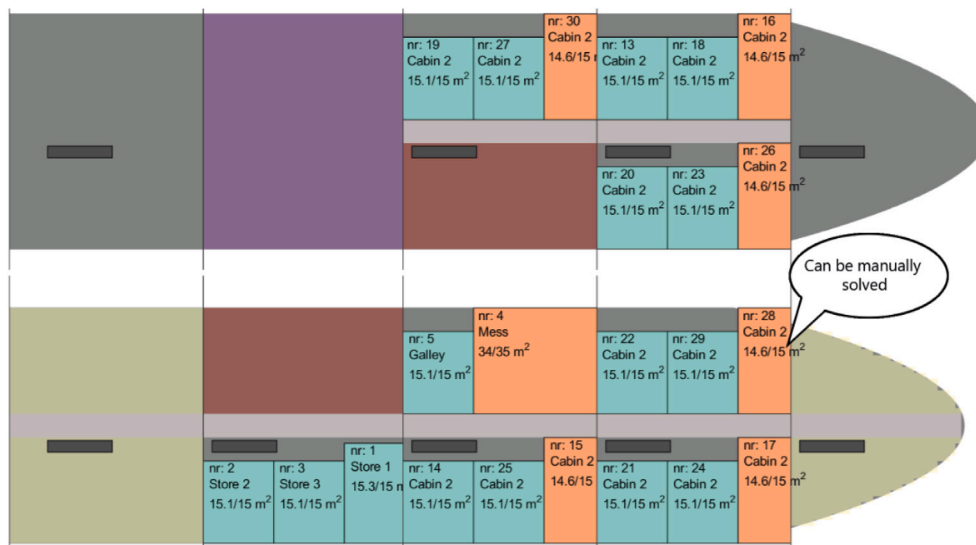 nr: 19
Cabin 2
15.1/15 m²
nr: 27
Cabin 2
15.1/15 m²
nr: 30
Cabin 2
14.6/15 m
nr: 13
Cabin 2
15.1/15 m²
nr: 18
Cabin 2
15.1/15 m²
nr: 16
Cabin 2
14.6/15 m²
nr: 20
Cabin 2
15.1/15 m²
nr: 23
Cabin 2
15.1/15 m²
nr: 26
Cabin 2
14.6/15 m²
Can be manually
solved
nr: 5
Galley
15.1/15 m²
nr: 4
Mess
34/35 m²
nr: 22
Cabin 2
15.1/15 m²
nr: 29
Cabin 2
15.1/15 m²
nr: 28
Cabin 2
14.6/15 m²
nr: 2
Store 2
15.1/15 m²
nr: 3
Store 3
15.1/15 m²
nr: 1
Store 1
15.3/15 m
nr: 14
Cabin 2
15.1/15 m²
nr: 25
Cabin 2
15.1/15 m²
nr: 15
Cabin 2
14.6/15
nr: 21
Cabin 2
15.1/15 m²
nr: 24
Cabin 2
15.1/15 m²
nr: 17
Cabin 2
14.6/15 m²